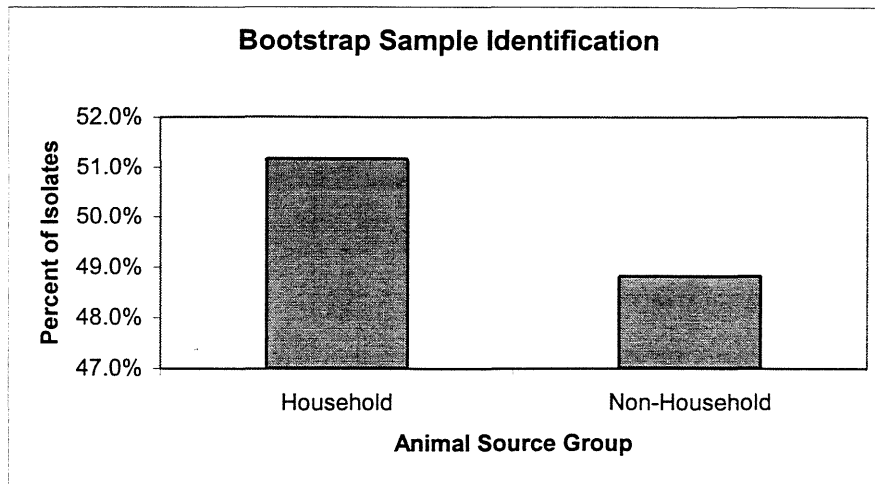 Bootstrap Sample Identification
52.0%
51.0%
50.0%
49.0%
48.0%
47.0%
Percent of Isolates
Household Non-Household
Animal Source Group